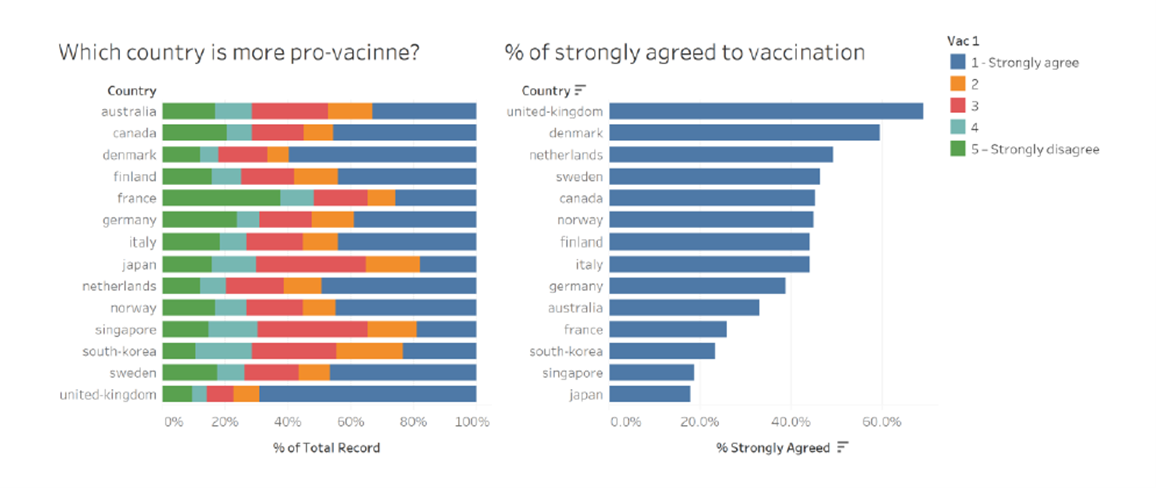 Which country is more pro-vacinne?
Country
australia
canada
denmark
finland
france
germany
italy
japan
netherlands
norway
singapore
south-korea
sweden
united-kingdom
0% 20% 40% 60% 80% 100%
% of Total Record
% of strongly agreed to vaccination
Country
united-kingdom
denmark
netherlands
sweden
canada
norway
finland
italy
germany
australia
france
south-korea
singapore
japan
0.0% 20.0% 40.0% 60.0%
% Strongly Agreed
Vac 1
1 - Strongly agree
2
3
4
5 – Strongly disagree